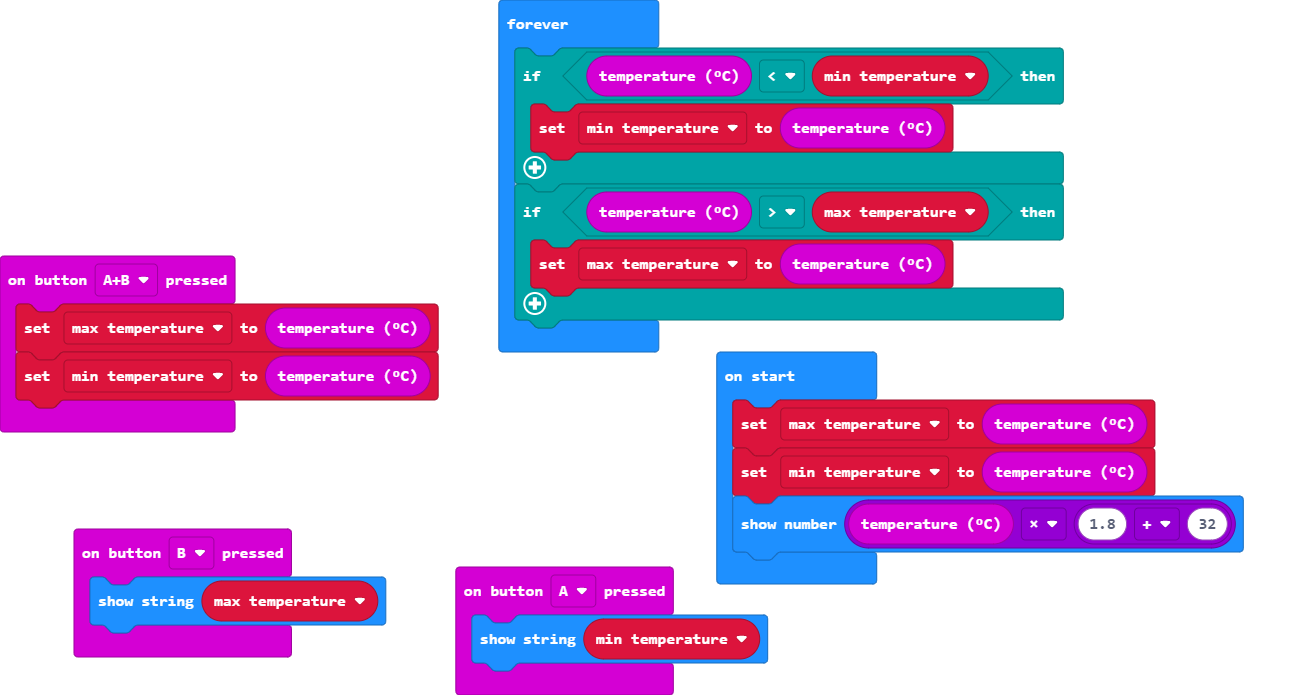 forever
if temperature (ºC) < min temperature then
set min temperature to temperature (ºC)
if temperature (ºC) > max temperature then
set max temperature to temperature (ºC)
on button A+B pressed
set max temperature to temperature (ºC)
set min temperature to temperature (ºC)
on start
set max temperature to temperature (ºC)
set min temperature to temperature (ºC)
show number temperature (ºC) × 1.8 + 32
on button B pressed
show string max temperature
on button A pressed
show string min temperature